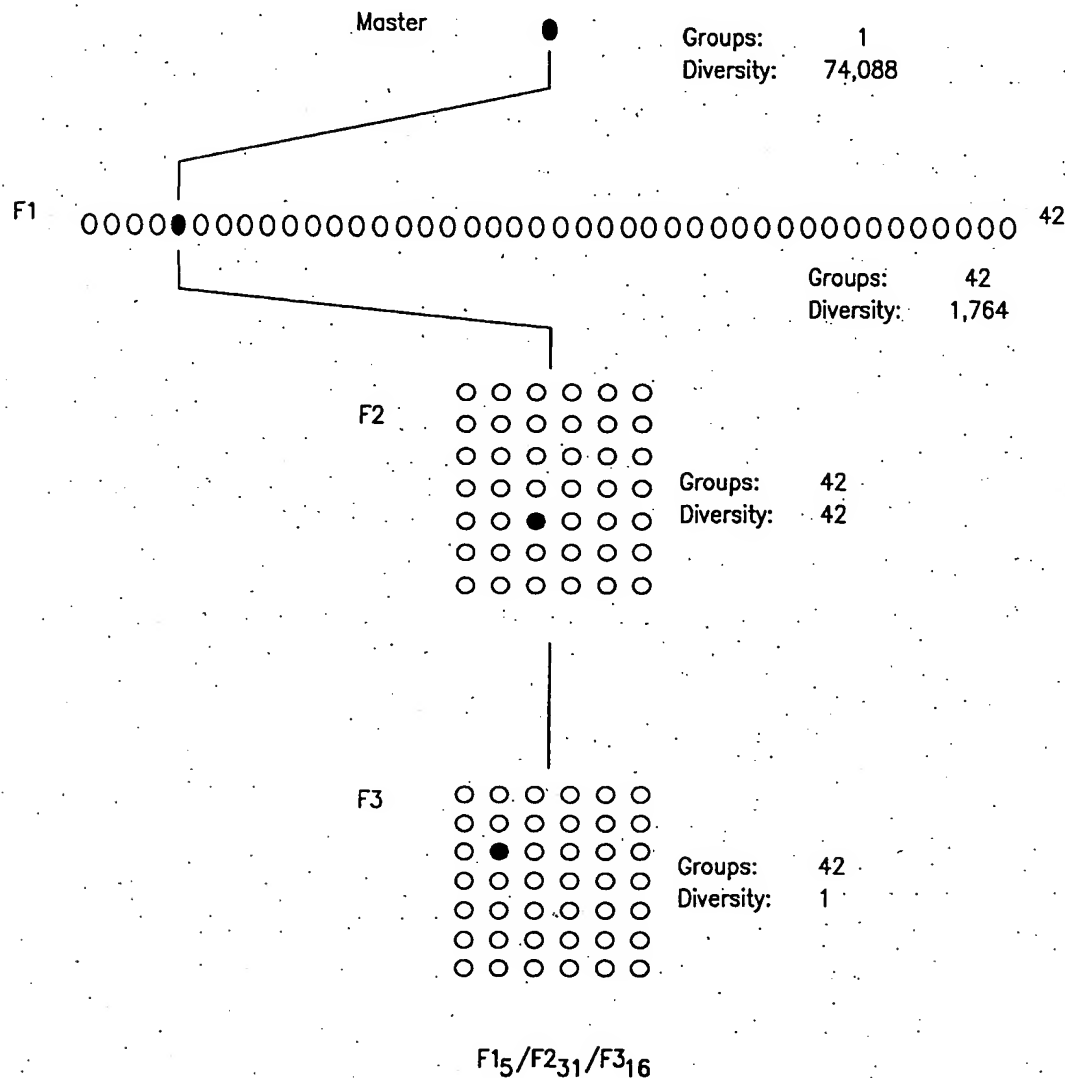 Master
Groups: 1
Diversity: 74,088
F1
42
Groups: 42
Diversity: 1,764
F2
Groups: 42
Diversity: 42
F3
Groups: 42
Diversity: 1
F1₅/F2₃₁/F3₁₆